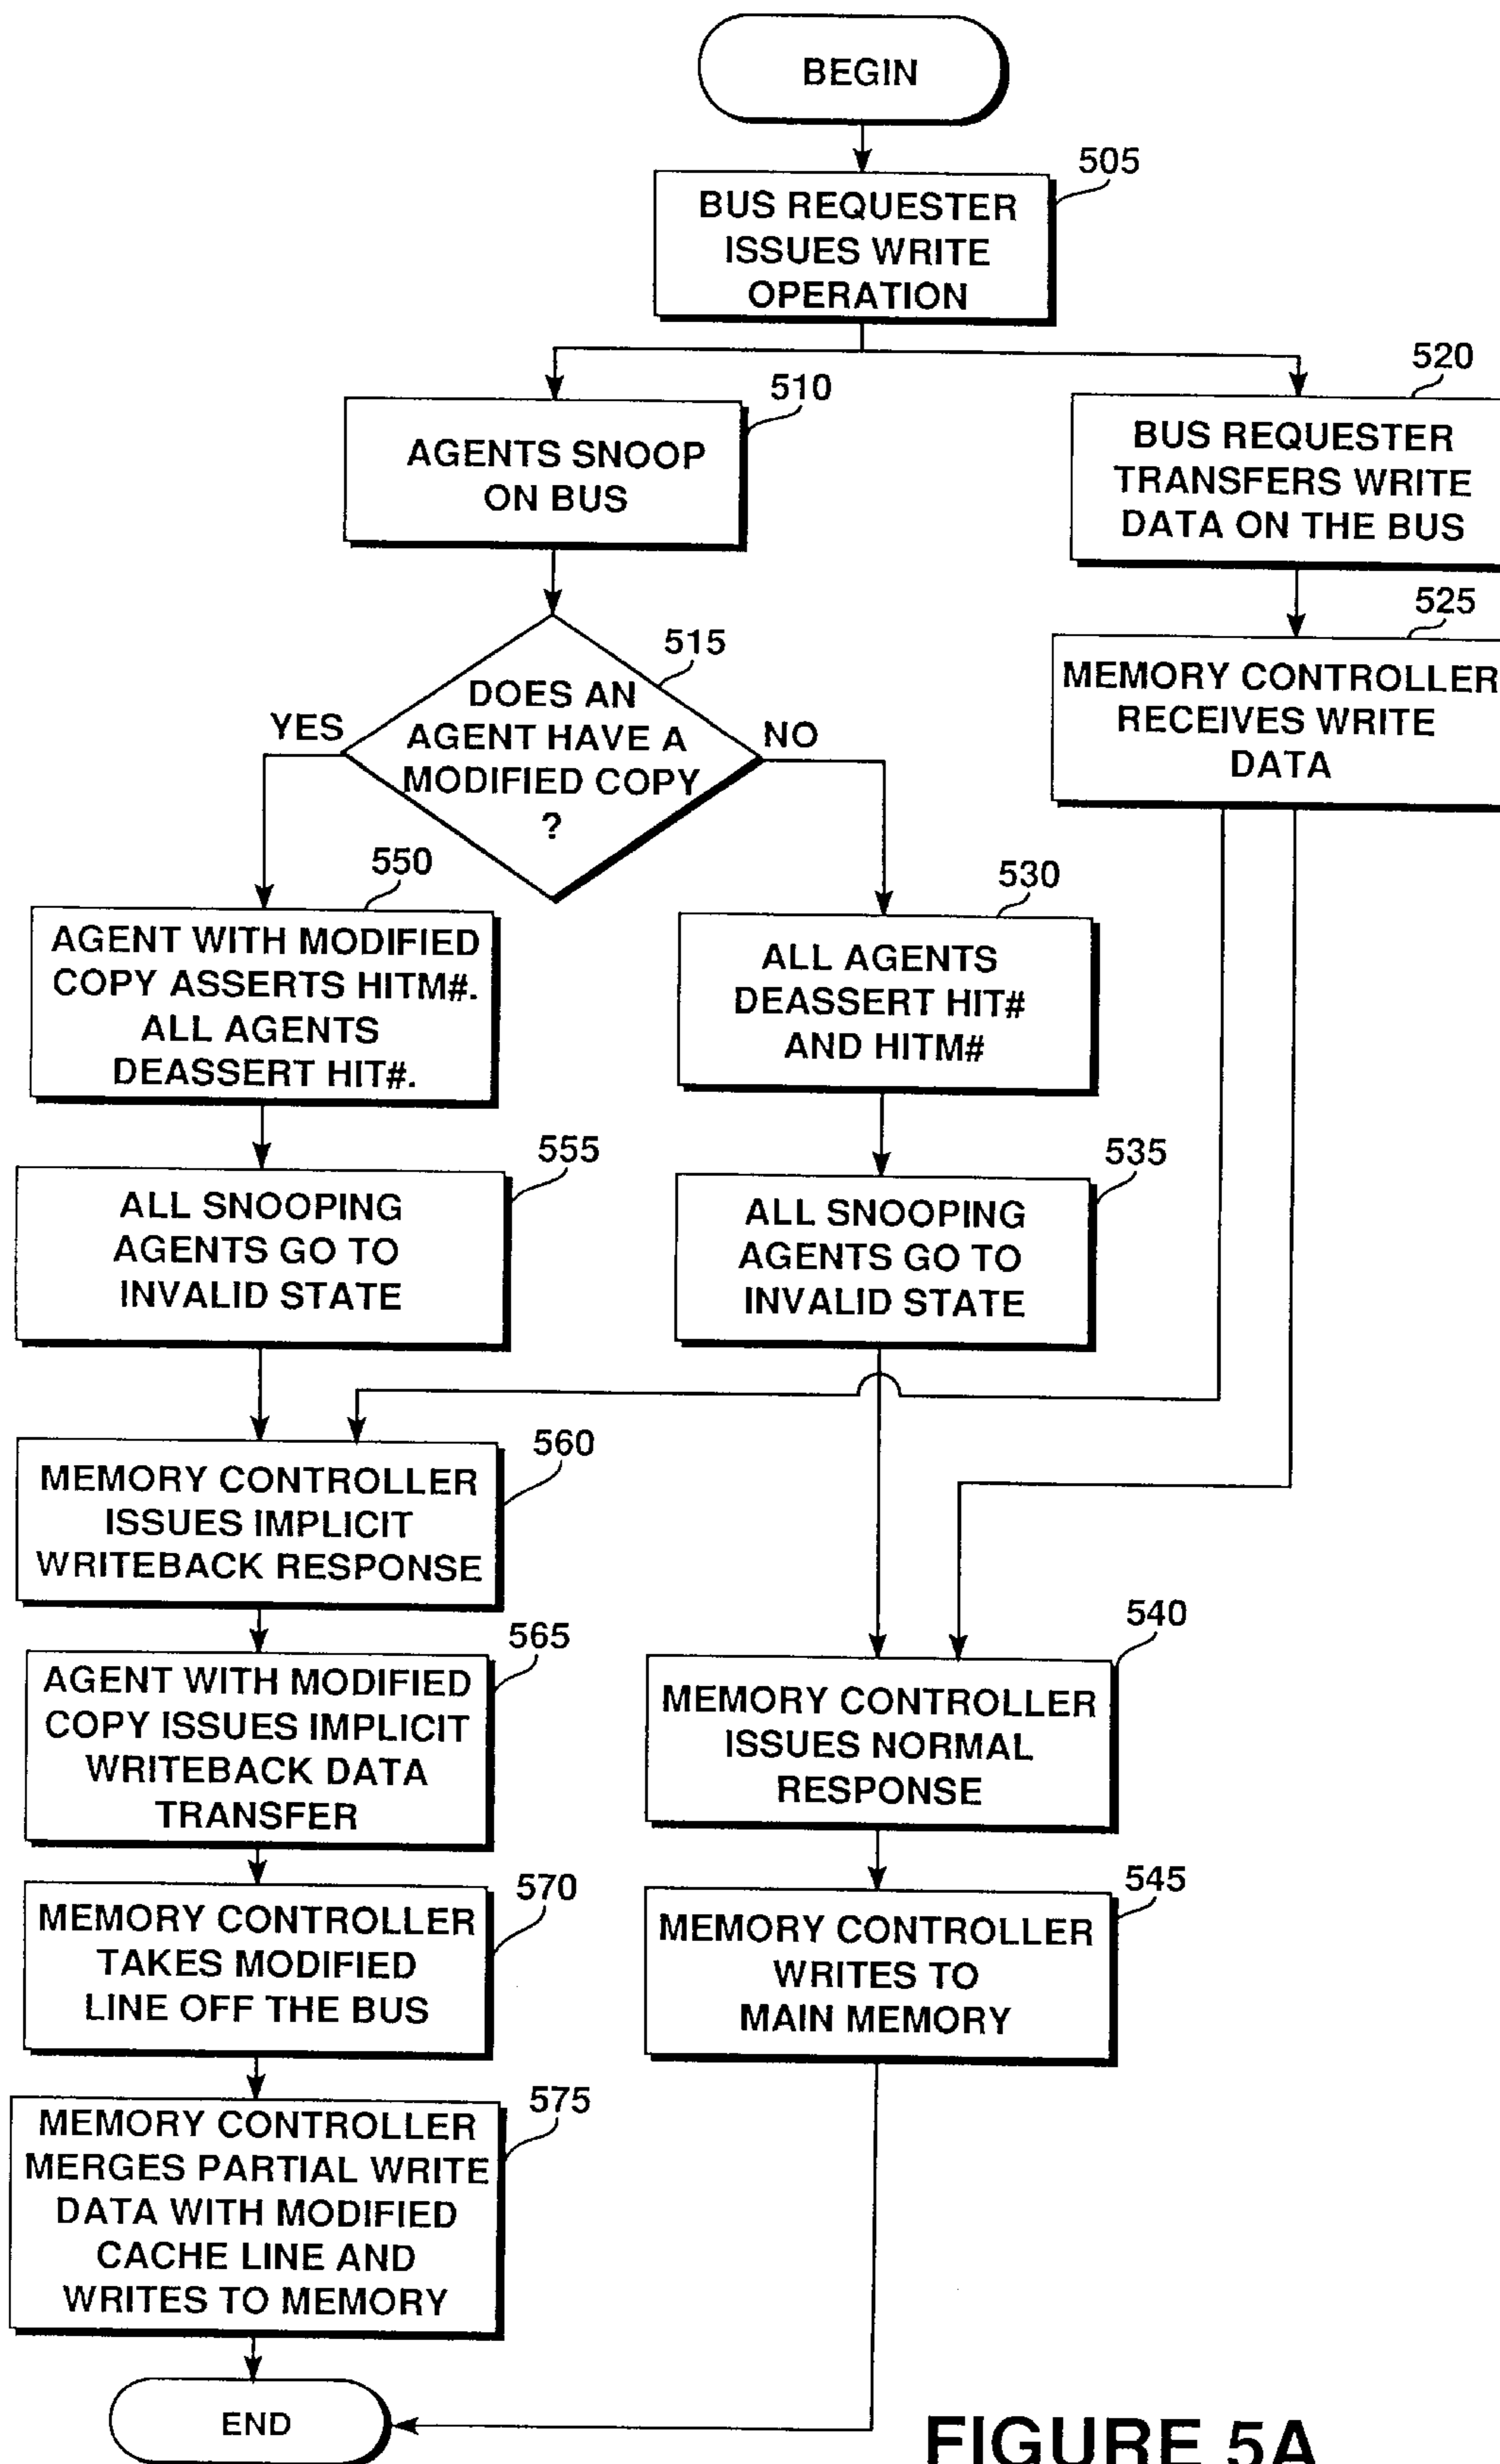 BEGIN
505
BUS REQUESTER
ISSUES WRITE
OPERATION
510
AGENTS SNOOP
ON BUS
520
BUS REQUESTER
TRANSFERS WRITE
DATA ON THE BUS
515
DOES AN
AGENT HAVE A
MODIFIED COPY
?
YES
NO
525
MEMORY CONTROLLER
RECEIVES WRITE
DATA
550
AGENT WITH MODIFIED
COPY ASSERTS HITM#.
ALL AGENTS
DEASSERT HIT#.
530
ALL AGENTS
DEASSERT HIT#
AND HITM#
555
ALL SNOOPING
AGENTS GO TO
INVALID STATE
535
ALL SNOOPING
AGENTS GO TO
INVALID STATE
560
MEMORY CONTROLLER
ISSUES IMPLICIT
WRITEBACK RESPONSE
565
AGENT WITH MODIFIED
COPY ISSUES IMPLICIT
WRITEBACK DATA
TRANSFER
540
MEMORY CONTROLLER
ISSUES NORMAL
RESPONSE
570
MEMORY CONTROLLER
TAKES MODIFIED
LINE OFF THE BUS
545
MEMORY CONTROLLER
WRITES TO
MAIN MEMORY
575
MEMORY CONTROLLER
MERGES PARTIAL WRITE
DATA WITH MODIFIED
CACHE LINE AND
WRITES TO MEMORY
END
FIGURE 5A